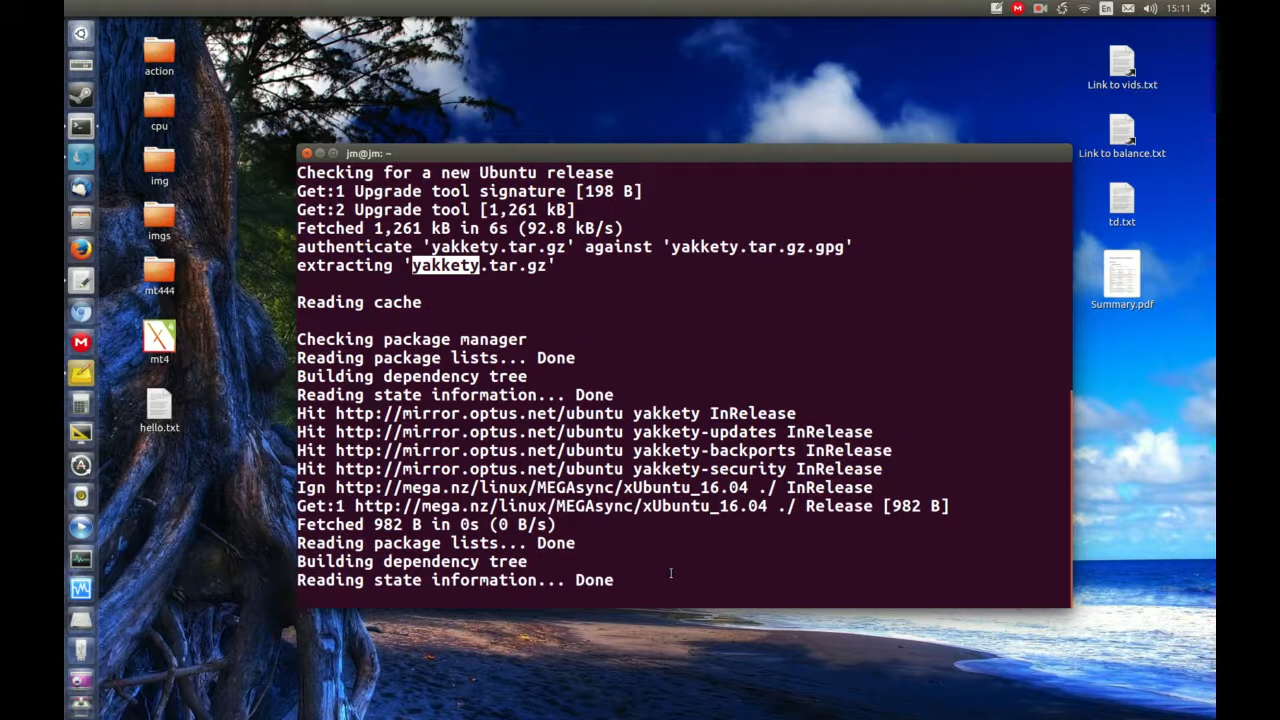 En
15:11
action
cpu
img
imgs
mt444
mt4
hello.txt
Link to vids.txt
Link to balance.txt
td.txt
Summary.pdf
jm@jm: ~
Checking for a new Ubuntu release
Get:1 Upgrade tool signature [198 B]
Get:2 Upgrade tool [1,261 kB]
Fetched 1,261 kB in 6s (92.8 kB/s)
authenticate 'yakkety.tar.gz' against 'yakkety.tar.gz.gpg'
extracting 'yakkety.tar.gz'
Reading cache
Checking package manager
Reading package lists... Done
Building dependency tree
Reading state information... Done
Hit http://mirror.optus.net/ubuntu yakkety InRelease
Hit http://mirror.optus.net/ubuntu yakkety-updates InRelease
Hit http://mirror.optus.net/ubuntu yakkety-backports InRelease
Hit http://mirror.optus.net/ubuntu yakkety-security InRelease
Ign http://mega.nz/linux/MEGAsync/xUbuntu_16.04 ./ InRelease
Get:1 http://mega.nz/linux/MEGAsync/xUbuntu_16.04 ./ Release [982 B]
Fetched 982 B in 0s (0 B/s)
Reading package lists... Done
Building dependency tree
Reading state information... Done